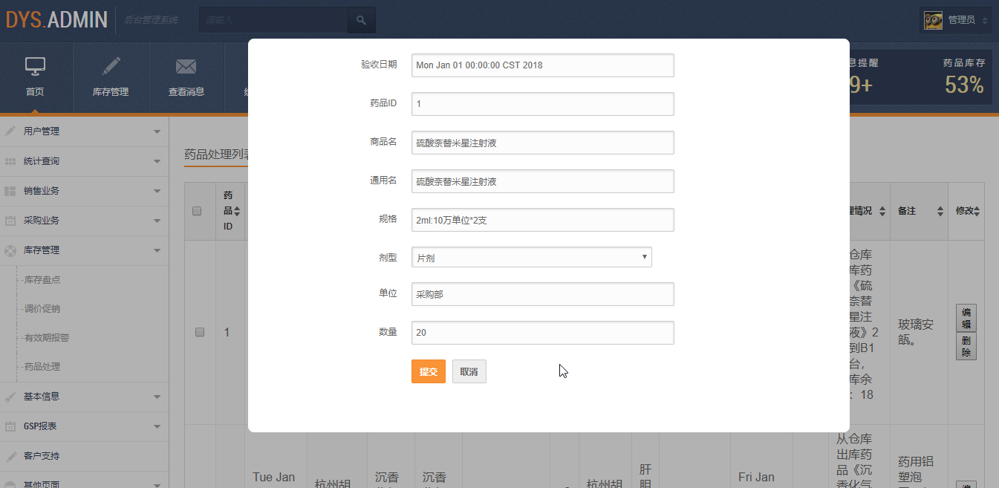 DYS.ADMIN
后台管理系统
请输入
管理员
首页
库存管理
查看消息
息提醒
9+
药品库存
53%
用户管理
统计查询
销售业务
采购业务
库存管理
库存盘点
调价促销
有效期报警
药品处理
基本信息
GSP报表
客户支持
其他页面
药品处理列表
药
品
ID
理情况
备注
修改
1
仓库
库药
《硫
奈替
星注
液》2
到B1
台，
库余
：18
玻璃安
瓿。
编
辑
删
除
Tue Jan
杭州胡
沉香
沉香
杭州胡
肝
胆
Fri Jan
从仓库
出库药
品《沉
香化气
药用铝
塑泡
验收日期
Mon Jan 01 00:00:00 CST 2018
药品ID
1
商品名
硫酸奈替米星注射液
通用名
硫酸奈替米星注射液
规格
2ml:10万单位*2支
剂型
片剂
单位
采购部
数量
20
提交
取消